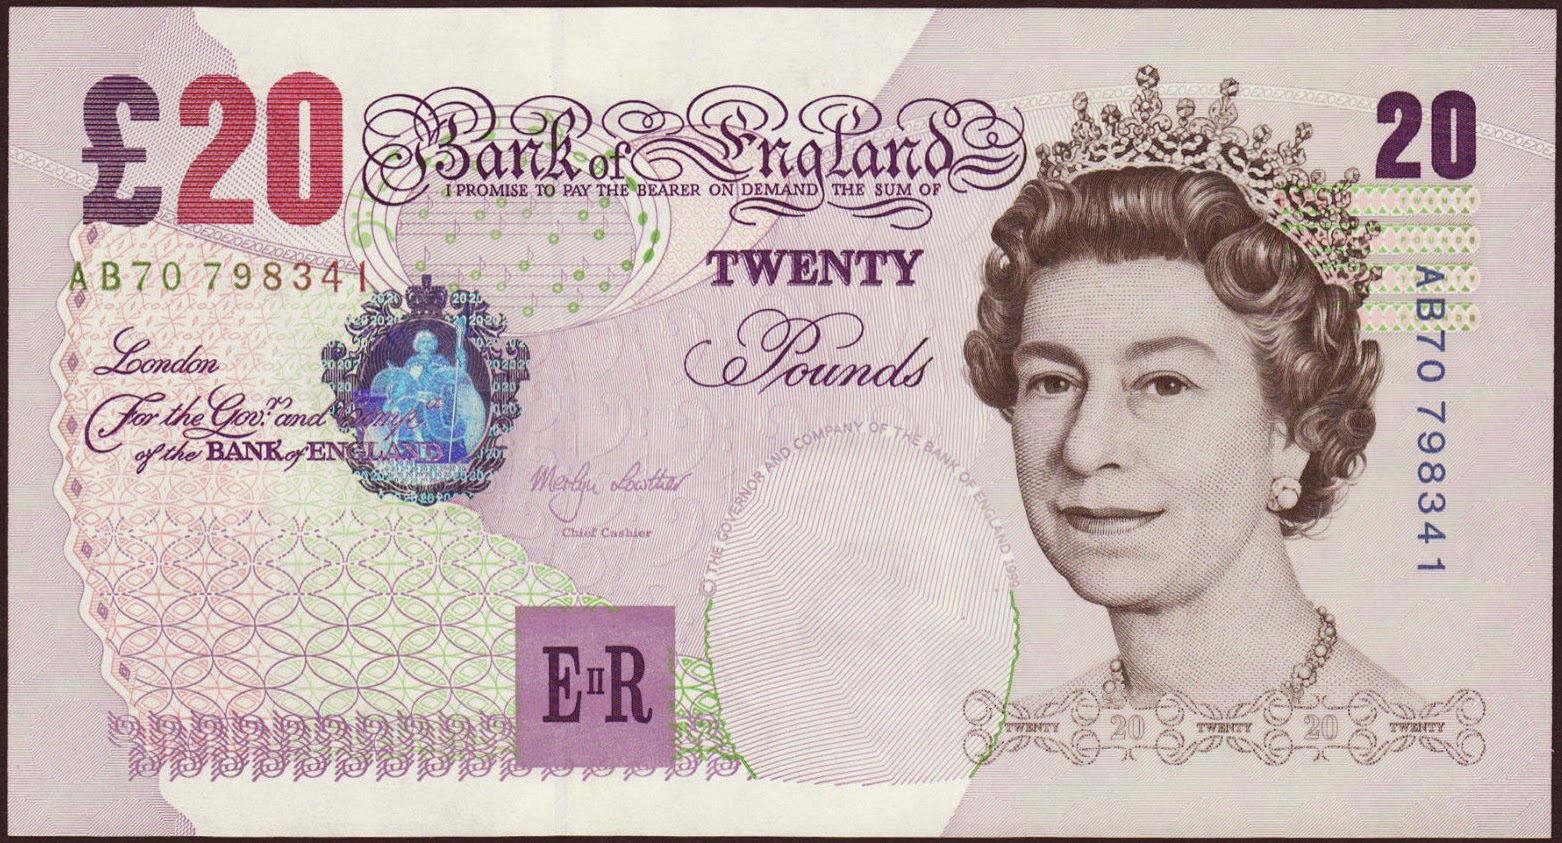 £20
Bank of England
I PROMISE TO PAY THE BEARER ON DEMAND THE SUM OF
20
TWENTY
Pounds
AB70 798341
London
For the Govr. and Compa.
of the BANK of ENGLAND
Merlyn Lowther
Chief Cashier
© THE GOVERNOR AND COMPANY OF THE BANK OF ENGLAND 1999
AB70 798341
EIIR
TWENTY 20 TWENTY 20 TWENTY